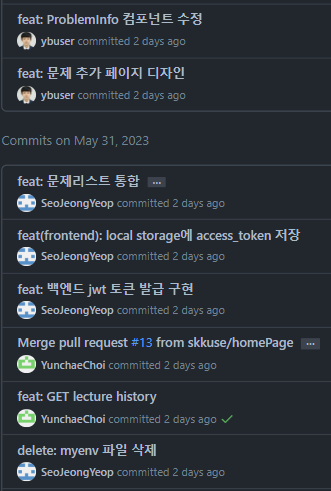 feat: ProblemInfo 컴포넌트 수정
ybuser committed 2 days ago
feat: 문제 추가 페이지 디자인
ybuser committed 2 days ago
Commits on May 31, 2023
feat: 문제리스트 통합 ...
SeoJeongYeop committed 2 days ago
feat(frontend): local storage에 access_token 저장
SeoJeongYeop committed 2 days ago
feat: 백엔드 jwt 토큰 발급 구현
SeoJeongYeop committed 2 days ago
Merge pull request #13 from skkuse/homePage ...
YunchaeChoi committed 2 days ago
feat: GET lecture history
YunchaeChoi committed 2 days ago ✓
delete: myenv 파일 삭제
SeoJeongYeop committed 2 days ago